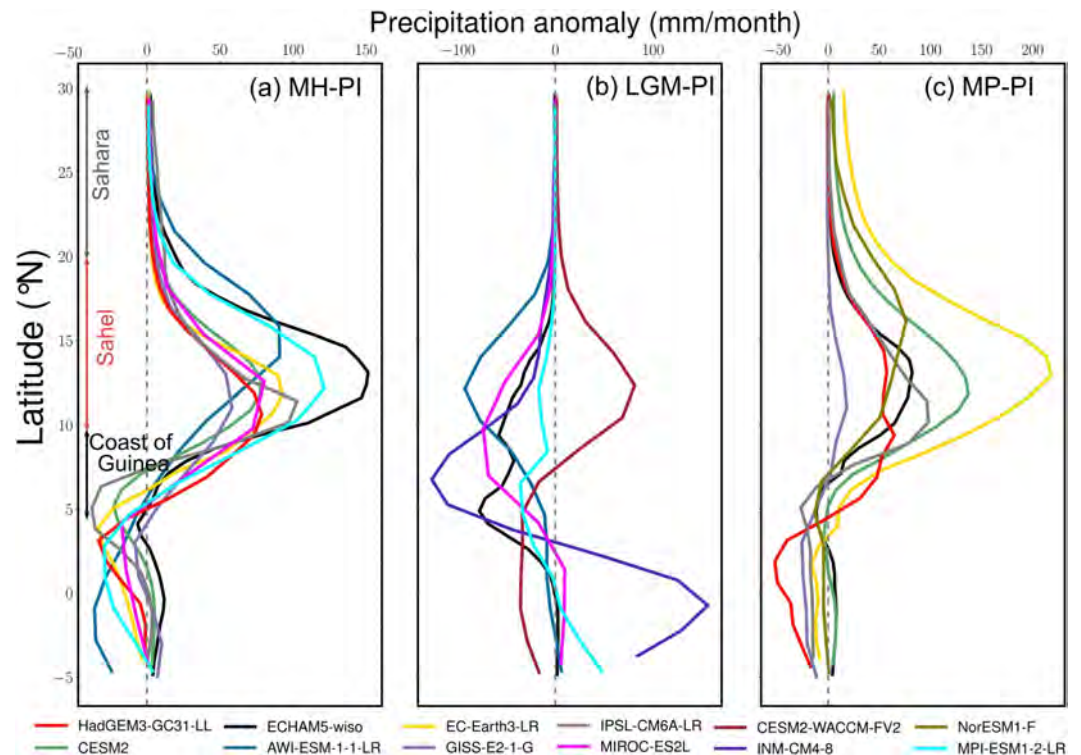 Precipitation anomaly (mm/month)
−50 0 50 100 150
−100 0 100
−50 0 50 100 150 200
(a) MH-PI
(b) LGM-PI
(c) MP-PI
Latitude (°N)
30
25
20
15
10
5
0
−5
Sahara
Sahel
Coast of
Guinea
HadGEM3-GC31-LL ECHAM5-wiso EC-Earth3-LR IPSL-CM6A-LR CESM2-WACCM-FV2 NorESM1-F
CESM2 AWI-ESM-1-1-LR GISS-E2-1-G MIROC-ES2L INM-CM4-8 MPI-ESM1-2-LR